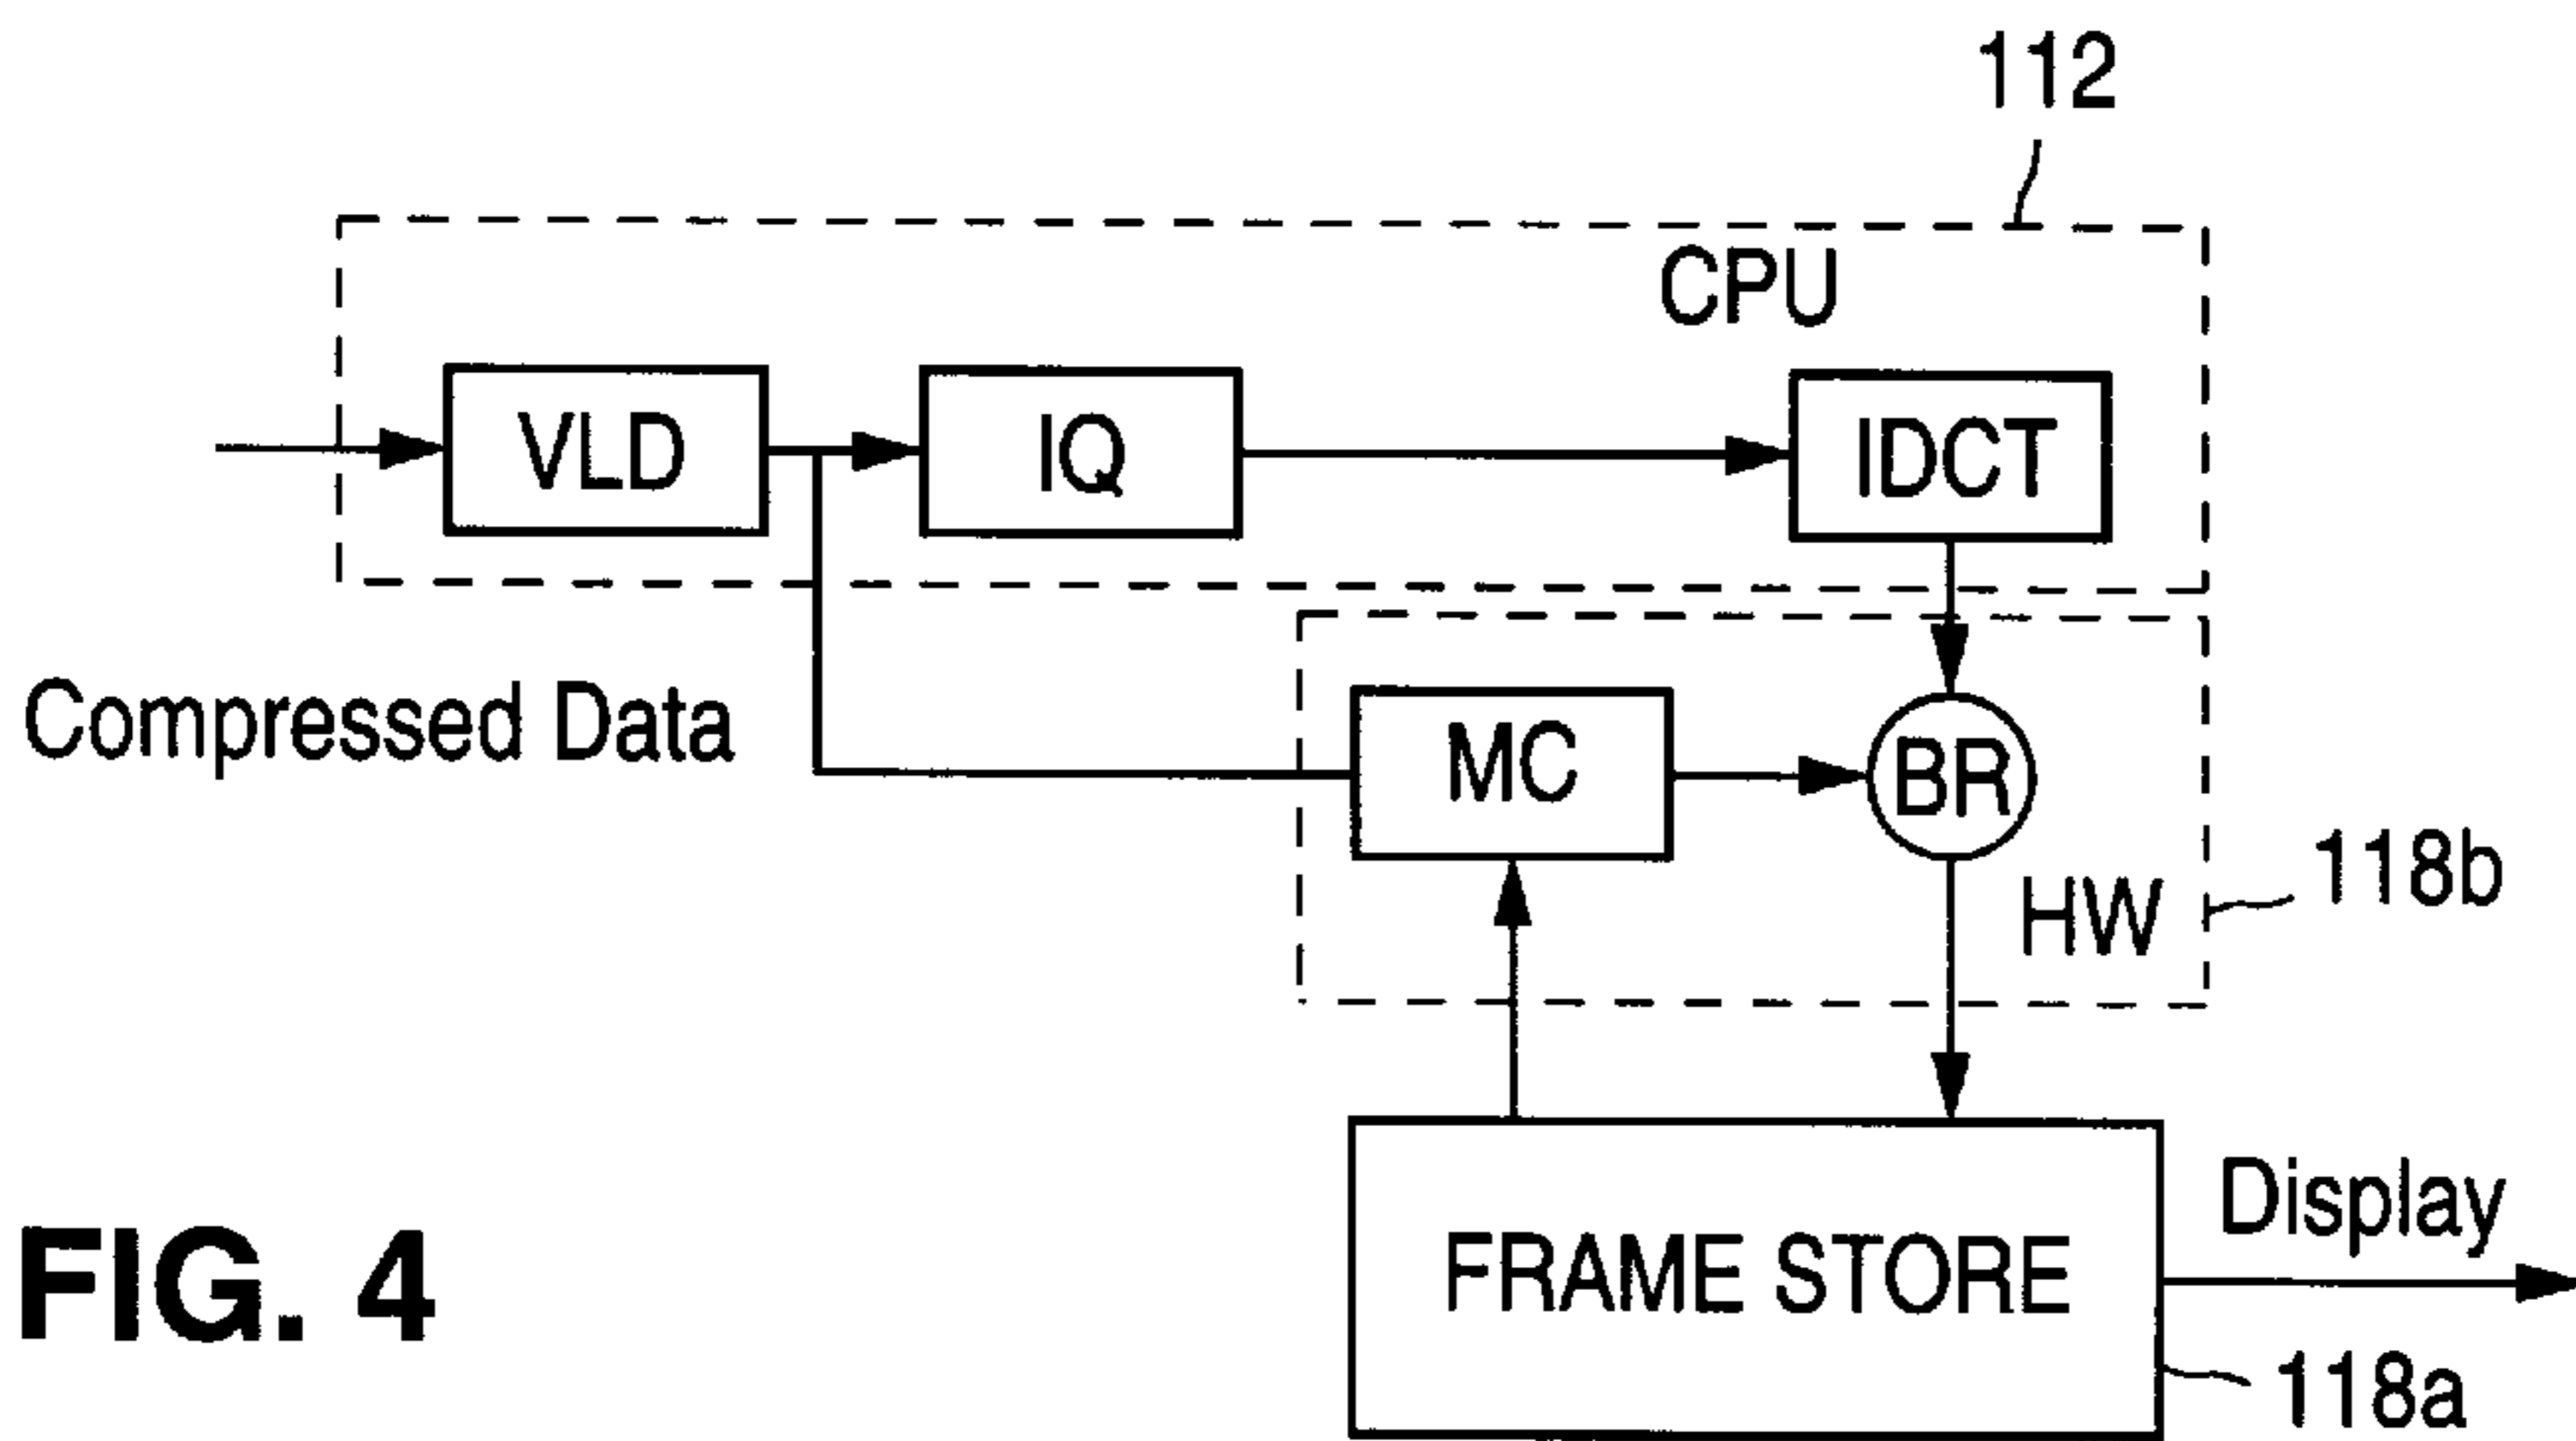 112
CPU
VLD
IQ
IDCT
Compressed Data
MC
BR
HW
118b
FRAME STORE
Display
118a
FIG. 4